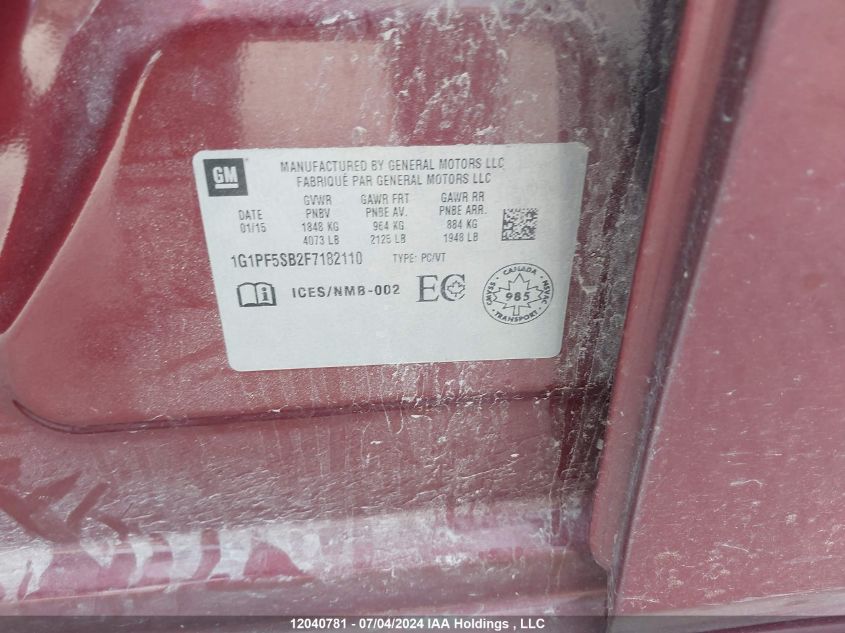 GM
MANUFACTURED BY GENERAL MOTORS LLC
FABRIQUÉ PAR GENERAL MOTORS LLC
DATE GVWR GAWR FRT GAWR RR
PNBV PNBE AV. PNBE ARR.
01/15 1848 KG 964 KG 884 KG
4073 LB 2125 LB 1948 LB
1G1PF5SB2F7182110 TYPE: PC/VT
i ICES/NMB-002 EC
CANADA
CMVSS 985 NSVAC
TRANSPORT
12040781 - 07/04/2024 IAA Holdings , LLC